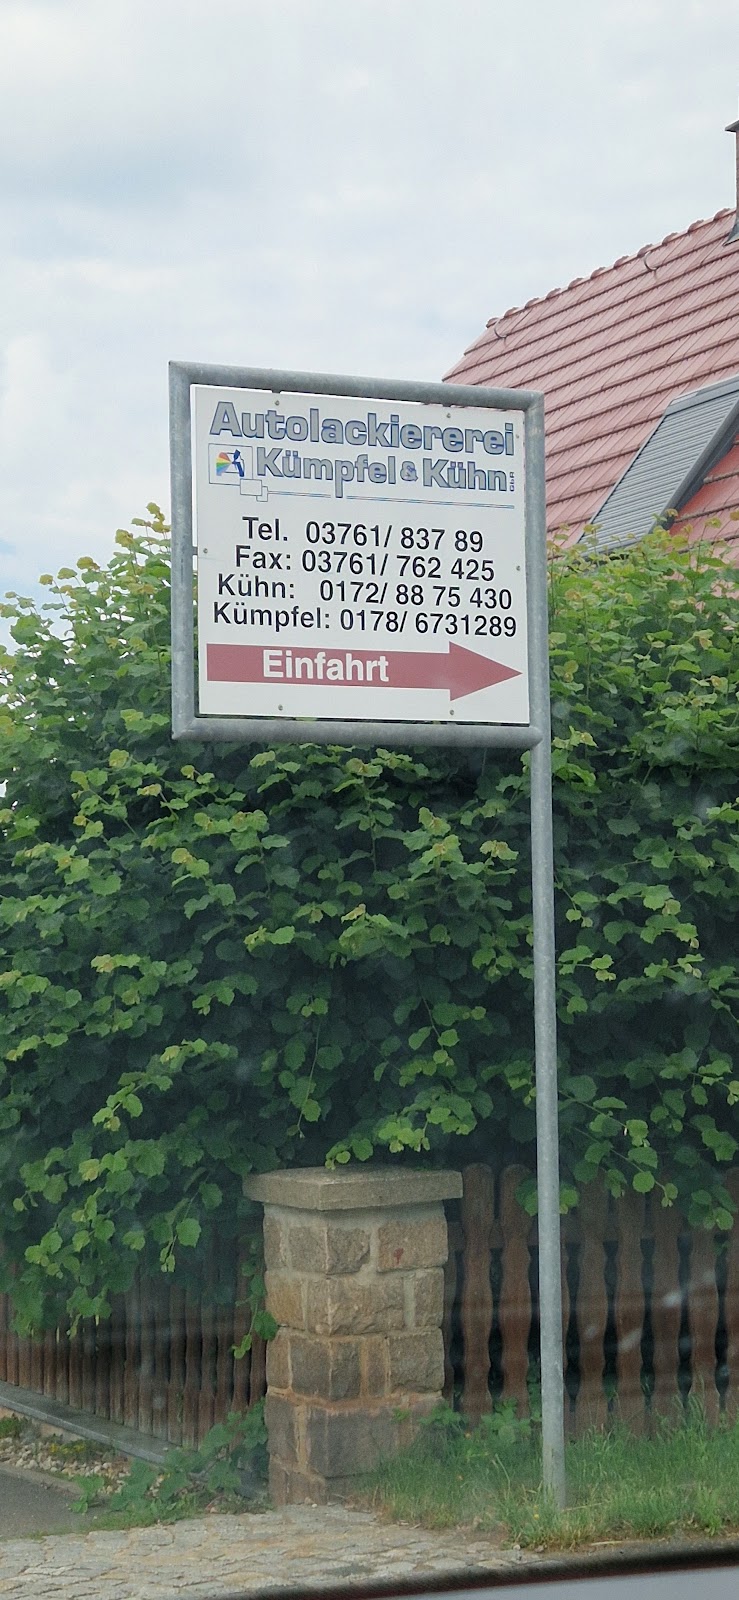 Autolackiererei
Kümpfel & Kühn GbR
Tel. 03761/ 837 89
Fax: 03761/ 762 425
Kühn: 0172/ 88 75 430
Kümpfel: 0178/ 6731289
Einfahrt